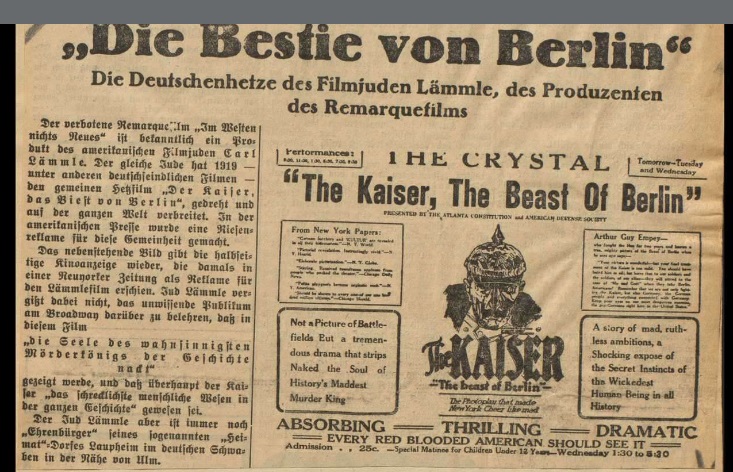 „Die Bestie von Berlin“
Die Deutschenhetze des Filmjuden Lämmle, des Produzenten
des Remarquefilms
Der verbotene Remarque
„Im Westen
nichts Neues“ ist bekanntlich ein Pro-
dukt des amerikanischen Filmjuden Carl
Lämmle. Der gleiche Jude hat 1919 —
unter anderen deutschfeindlichen Filmen —
den gemeinen Hetzfilm „Der Kaiser,
das Biest von Berlin“, gedreht und
auf der ganzen Welt verbreitet. In der
amerikanischen Presse wurde eine Riesen-
reklame für diese Gemeinheit gemacht.
Das nebenstehende Bild gibt die halbsei-
tige Kinoanzeige wieder, die damals in
einer Neuyorker Zeitung als Reklame für
den Lämmlefilm erschien. Jud Lämmle ver-
gißt dabei nicht, das unwissende Publikum
am Broadway darüber zu belehren, daß in
diesem Film
„die Seele des wahnsinnigsten
Mörderkönigs der Geschichte
nackt“
gezeigt werde, und daß überhaupt der Kai-
ser „das schrecklichste menschliche Wesen in
der ganzen Geschichte“ gewesen sei.
Der Jud Lämmle aber ist immer noch
„Ehrenbürger“ seines sogenannten „Hei-
mat“-Dorfes Laupheim im deutschen Schwa-
ben in der Nähe von Ulm.
Performances:
THE CRYSTAL
Tomorrow—Tuesday
and Wednesday
“The Kaiser, The Beast Of Berlin”
PRESENTED BY THE ATLANTA CONSTITUTION and AMERICAN DEFENSE SOCIETY
From New York Papers:
Arthur Guy Empey—
Not a Picture of Battle-
fields Eut a tremen-
dous drama that strips
Naked the Soul of
History's Maddest
Murder King
The KAISER
“The beast of Berlin”
The Photoplay that made
New York Cheer like mad
A story of mad, ruth-
less ambitions, a
Shocking expose of
the Secret Instincts of
the Wickedest
Human Being in all
History
ABSORBING — THRILLING — DRAMATIC
EVERY RED BLOODED AMERICAN SHOULD SEE IT
Admission . . 25c. —Special Matinee for Children Under 18 Years—Wednesday 1:30 to 5:30